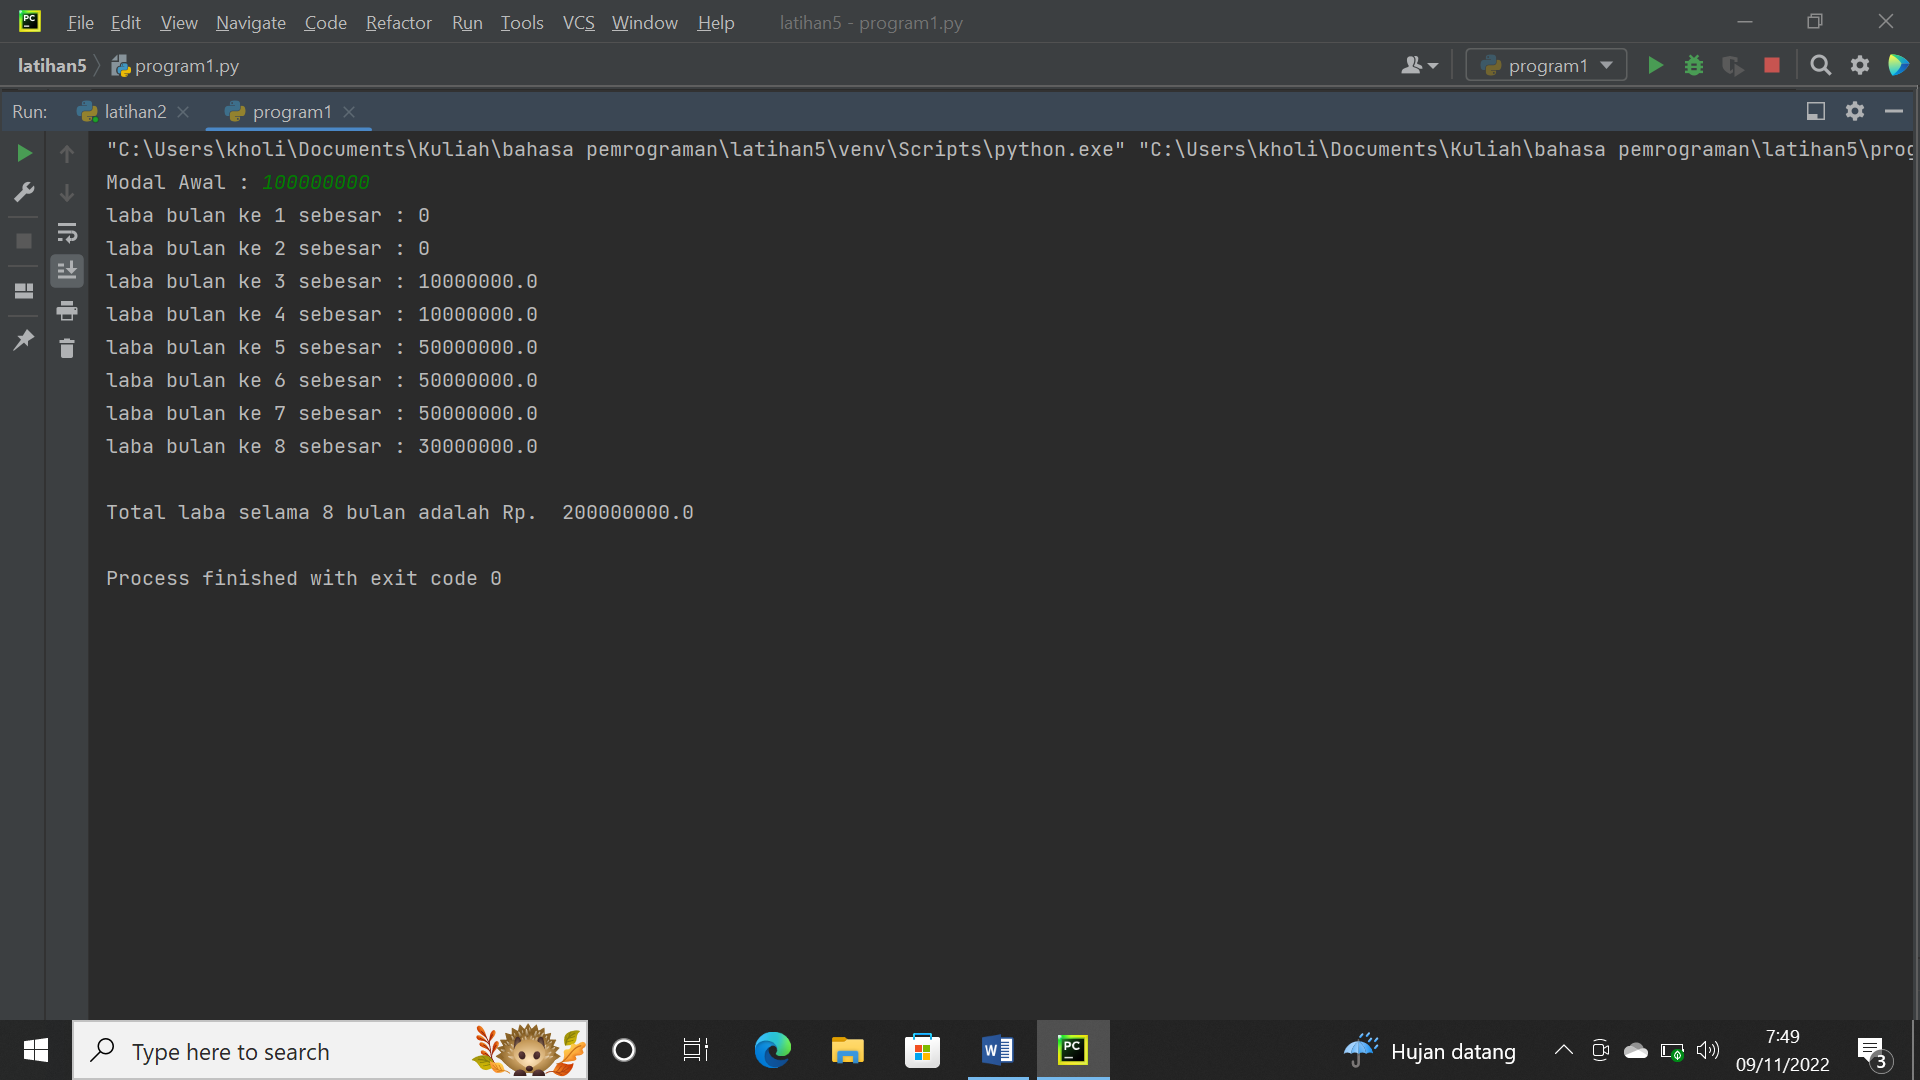 PC File Edit View Navigate Code Refactor Run Tools VCS Window Help latihan5 - program1.py
latihan5 program1.py program1
Run: latihan2 program1
"C:\Users\kholi\Documents\Kuliah\bahasa pemrograman\latihan5\venv\Scripts\python.exe" "C:\Users\kholi\Documents\Kuliah\bahasa pemrograman\latihan5\prog
Modal Awal : 100000000
laba bulan ke 1 sebesar : 0
laba bulan ke 2 sebesar : 0
laba bulan ke 3 sebesar : 10000000.0
laba bulan ke 4 sebesar : 10000000.0
laba bulan ke 5 sebesar : 50000000.0
laba bulan ke 6 sebesar : 50000000.0
laba bulan ke 7 sebesar : 50000000.0
laba bulan ke 8 sebesar : 30000000.0
Total laba selama 8 bulan adalah Rp.  200000000.0
Process finished with exit code 0
Type here to search W PC Hujan datang 7:49
09/11/2022 3